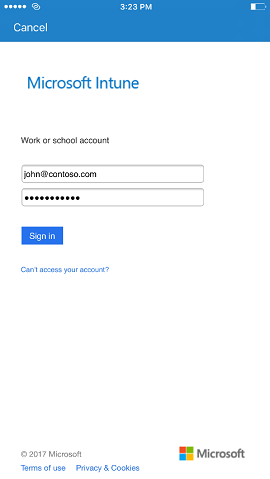 3:23 PM
Cancel
Microsoft Intune
Work or school account
john@contoso.com
•••••••••••
Sign in
Can't access your account?
© 2017 Microsoft
Microsoft
Terms of use Privacy & Cookies